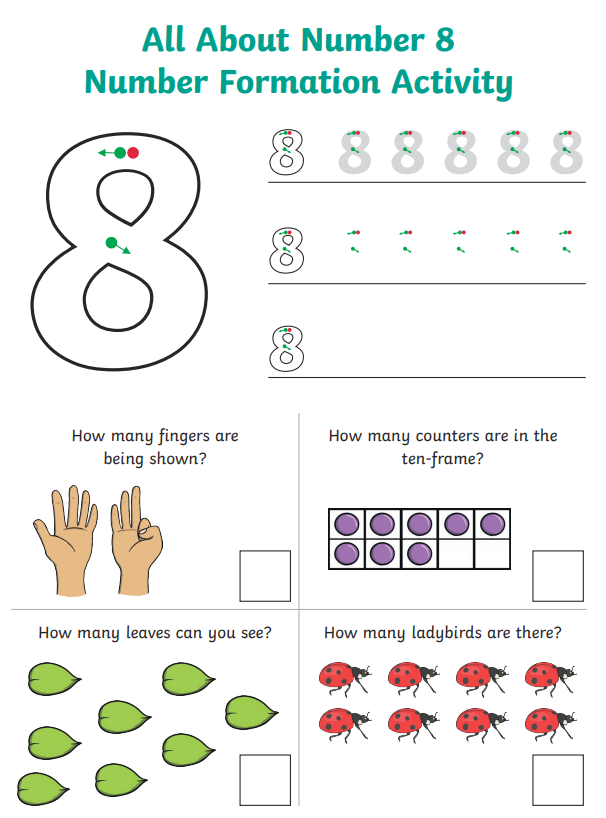 All About Number 8
Number Formation Activity
8
8 8 8 8 8 8
8
8
How many fingers are
being shown?
How many counters are in the
ten-frame?
How many leaves can you see?
How many ladybirds are there?